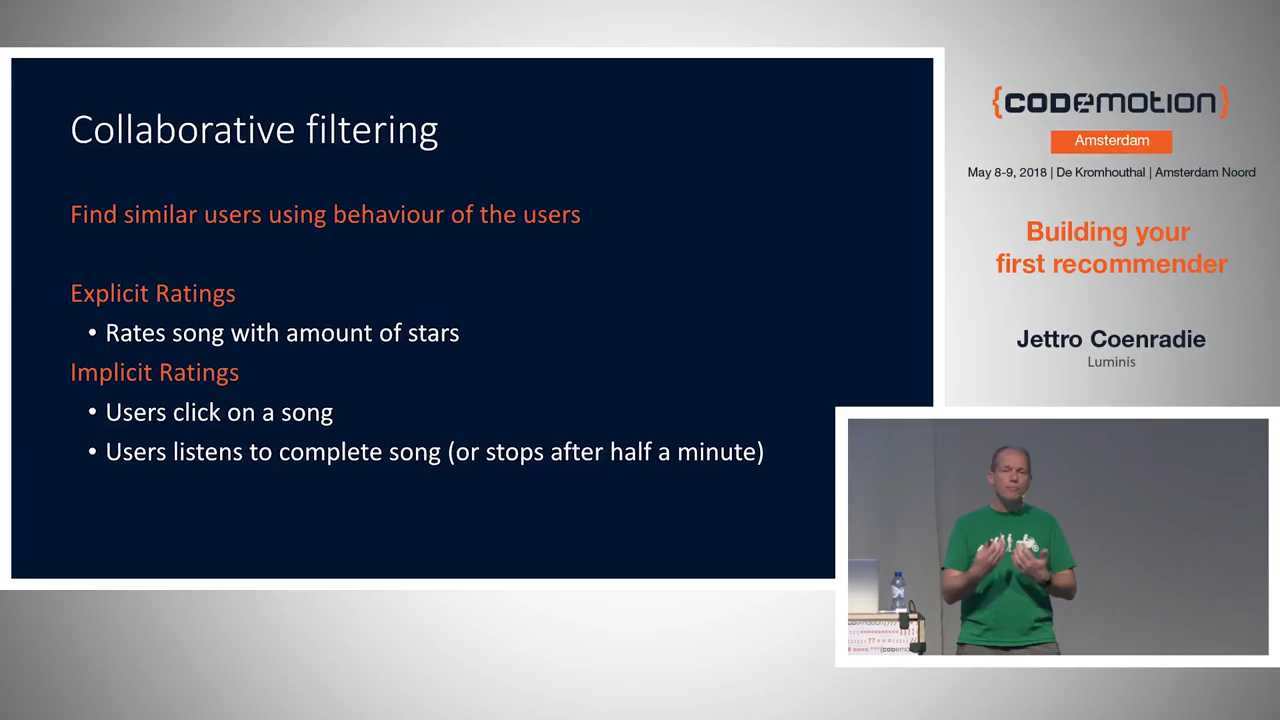 Collaborative filtering
Find similar users using behaviour of the users
Explicit Ratings
• Rates song with amount of stars
Implicit Ratings
• Users click on a song
• Users listens to complete song (or stops after half a minute)
{CODEMOTION}
Amsterdam
May 8-9, 2018 | De Kromhouthal | Amsterdam Noord
Building your
first recommender
Jettro Coenradie
Luminis